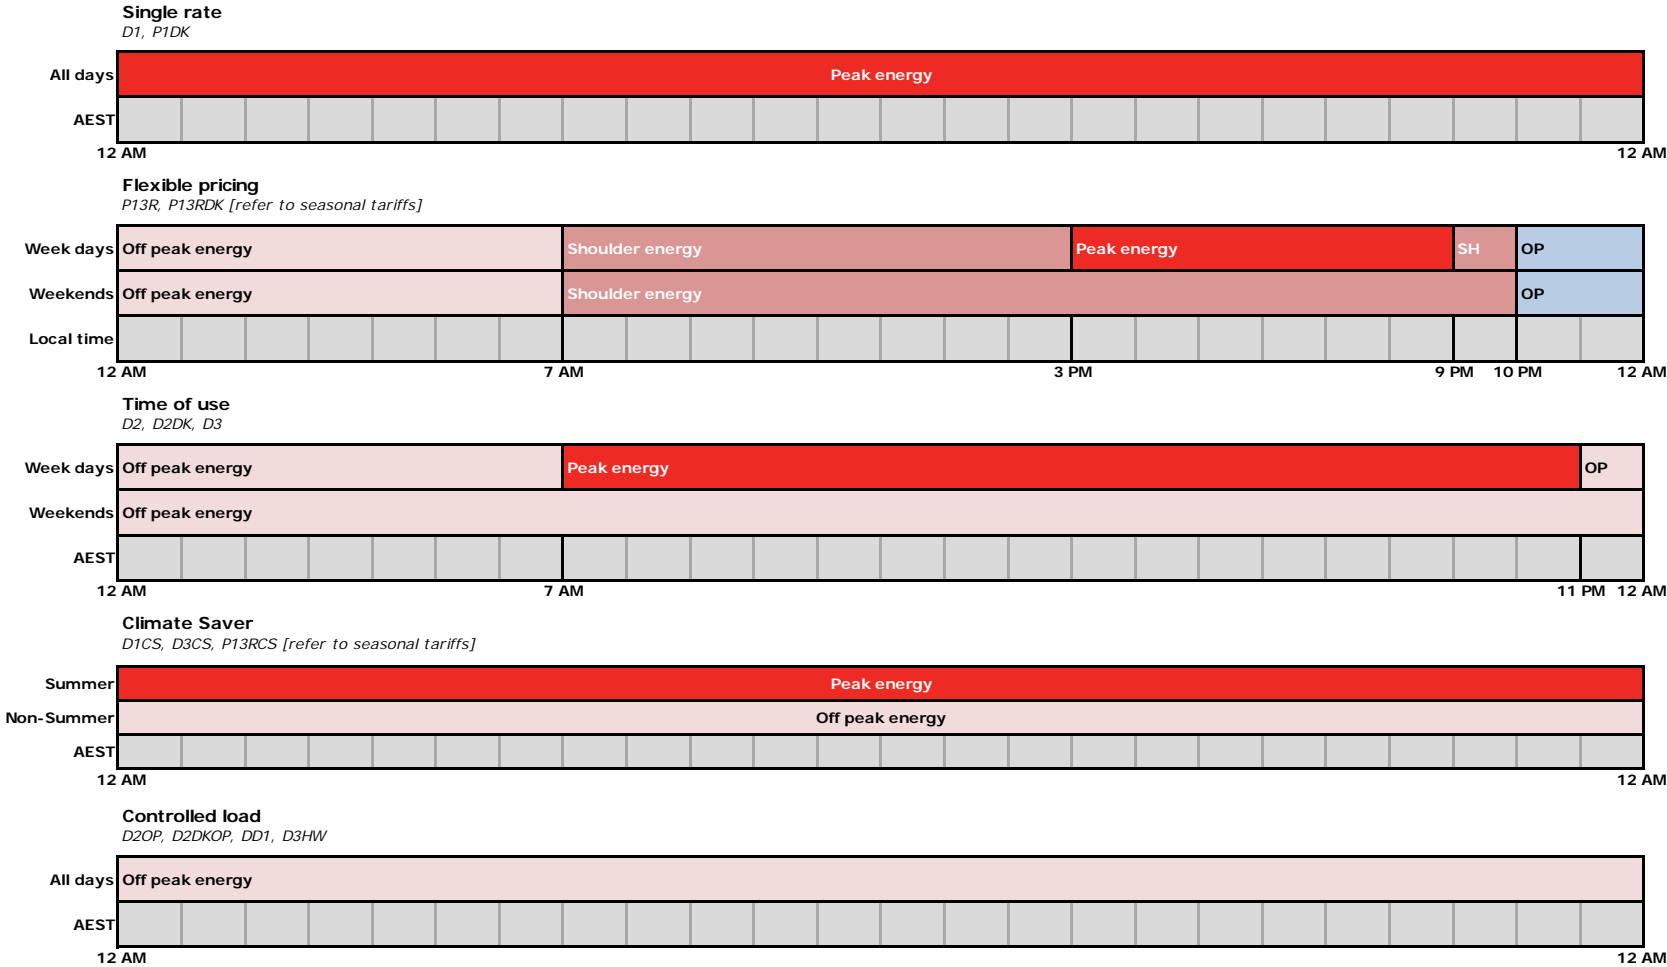 Single rate
D1, P1DK
All days Peak energy
AEST
12 AM 12 AM
Flexible pricing
P13R, P13RDK [refer to seasonal tariffs]
Week days Off peak energy Shoulder energy Peak energy SH OP
Weekends Off peak energy Shoulder energy OP
Local time
12 AM 7 AM 3 PM 9 PM 10 PM 12 AM
Time of use
D2, D2DK, D3
Week days Off peak energy Peak energy OP
Weekends Off peak energy
AEST
12 AM 7 AM 11 PM 12 AM
Climate Saver
D1CS, D3CS, P13RCS [refer to seasonal tariffs]
Summer Peak energy
Non-Summer Off peak energy
AEST
12 AM 12 AM
Controlled load
D2OP, D2DKOP, DD1, D3HW
All days Off peak energy
AEST
12 AM 12 AM